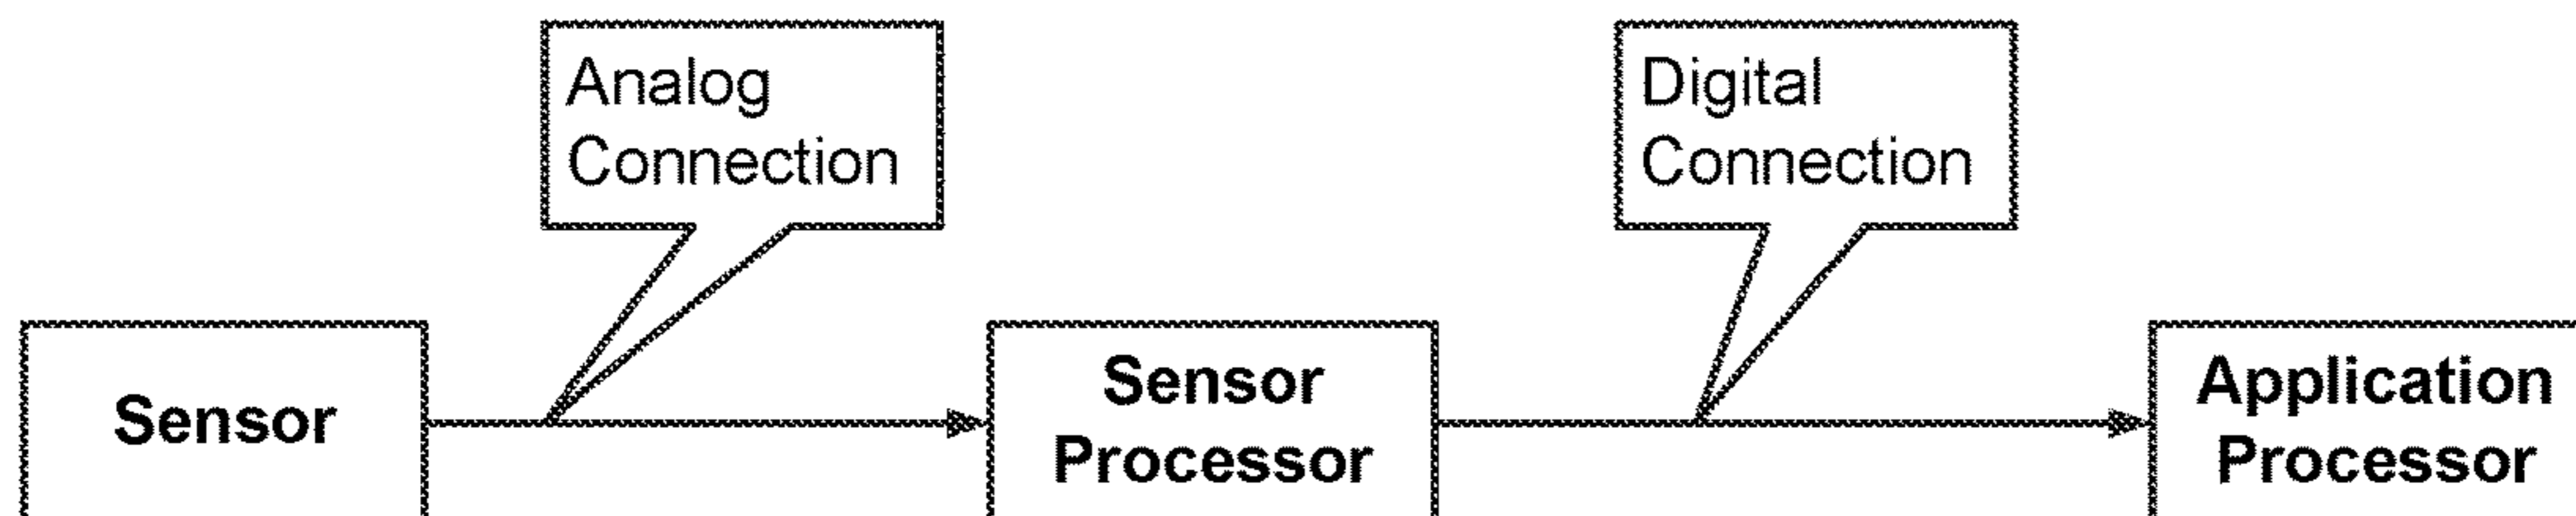 Analog
Connection
Digital
Connection
Sensor
Sensor
Processor
Application
Processor